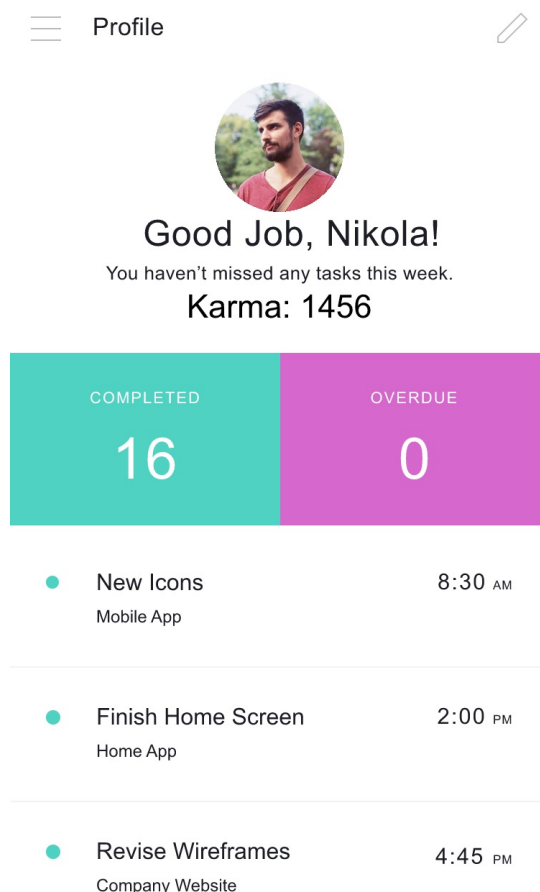 Profile
Good Job, Nikola!
You haven’t missed any tasks this week.
Karma: 1456
COMPLETED
OVERDUE
16
0
New Icons
8:30 AM
Mobile App
Finish Home Screen
2:00 PM
Home App
Revise Wireframes
4:45 PM
Company Website